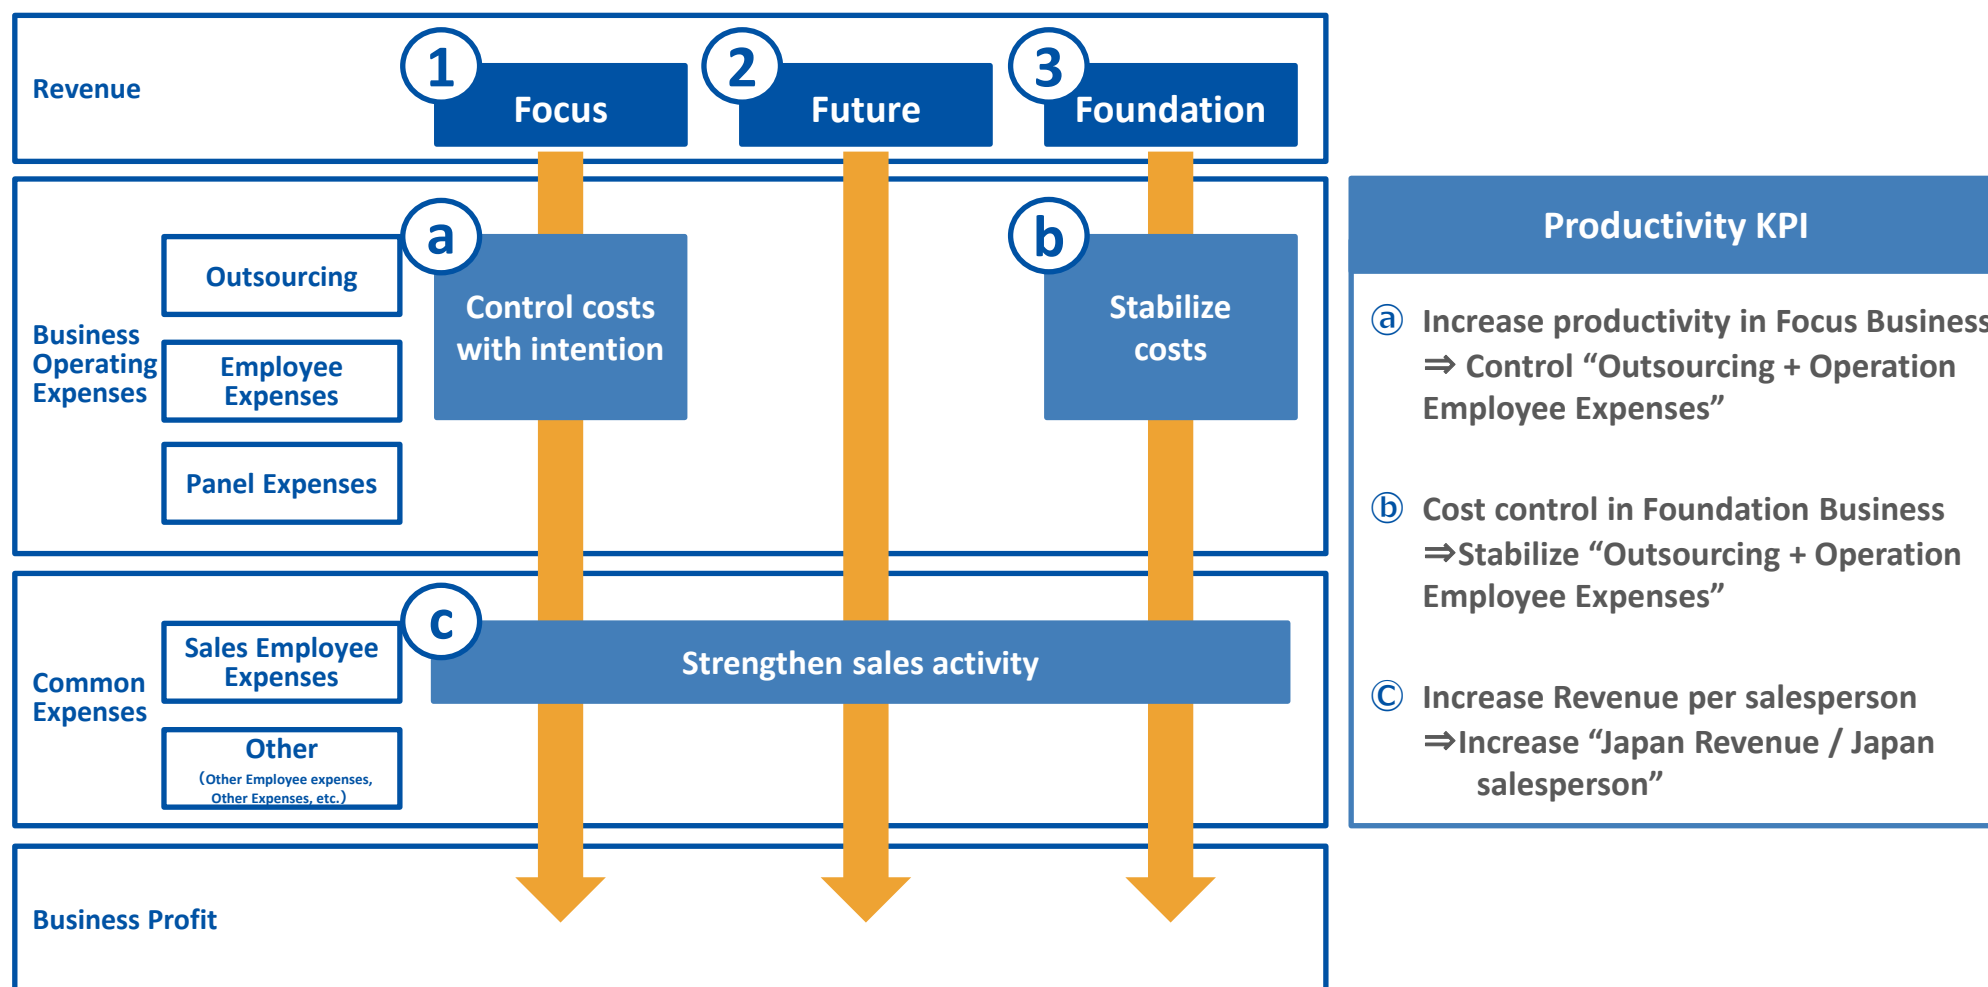 Revenue
1
Focus
2
Future
3
Foundation
Business
Operating
Expenses
Outsourcing
Employee
Expenses
Panel Expenses
a
Control costs
with intention
b
Stabilize
costs
Common
Expenses
Sales Employee
Expenses
Other
(Other Employee expenses,
Other Expenses, etc.)
c
Strengthen sales activity
Business Profit
Productivity KPI
ⓐ Increase productivity in Focus Business
⇒ Control “Outsourcing + Operation
Employee Expenses”
ⓑ Cost control in Foundation Business
⇒Stabilize “Outsourcing + Operation
Employee Expenses”
Ⓒ Increase Revenue per salesperson
⇒Increase “Japan Revenue / Japan
salesperson”